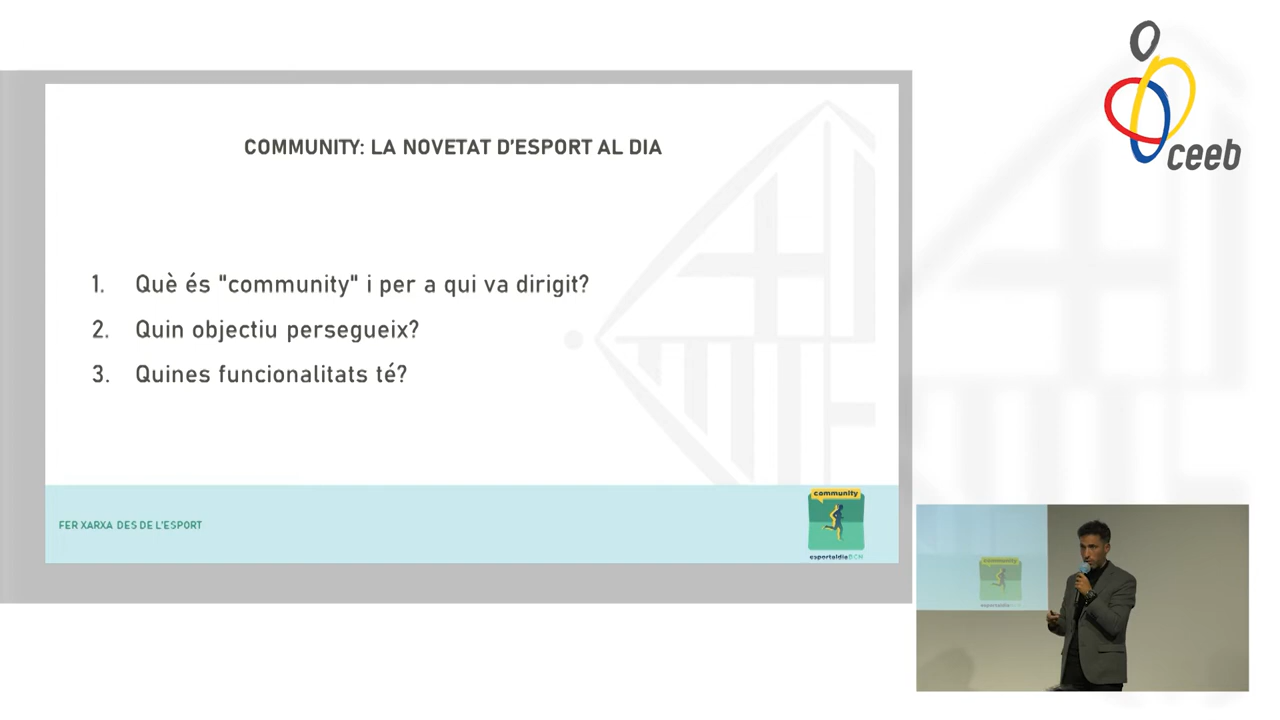 COMMUNITY: LA NOVETAT D'ESPORT AL DIA
1. Què és "community" i per a qui va dirigit?
2. Quin objectiu persegueix?
3. Quines funcionalitats té?
FER XARXA DES DE L'ESPORT
community
esportaldiaBCN
ceeb